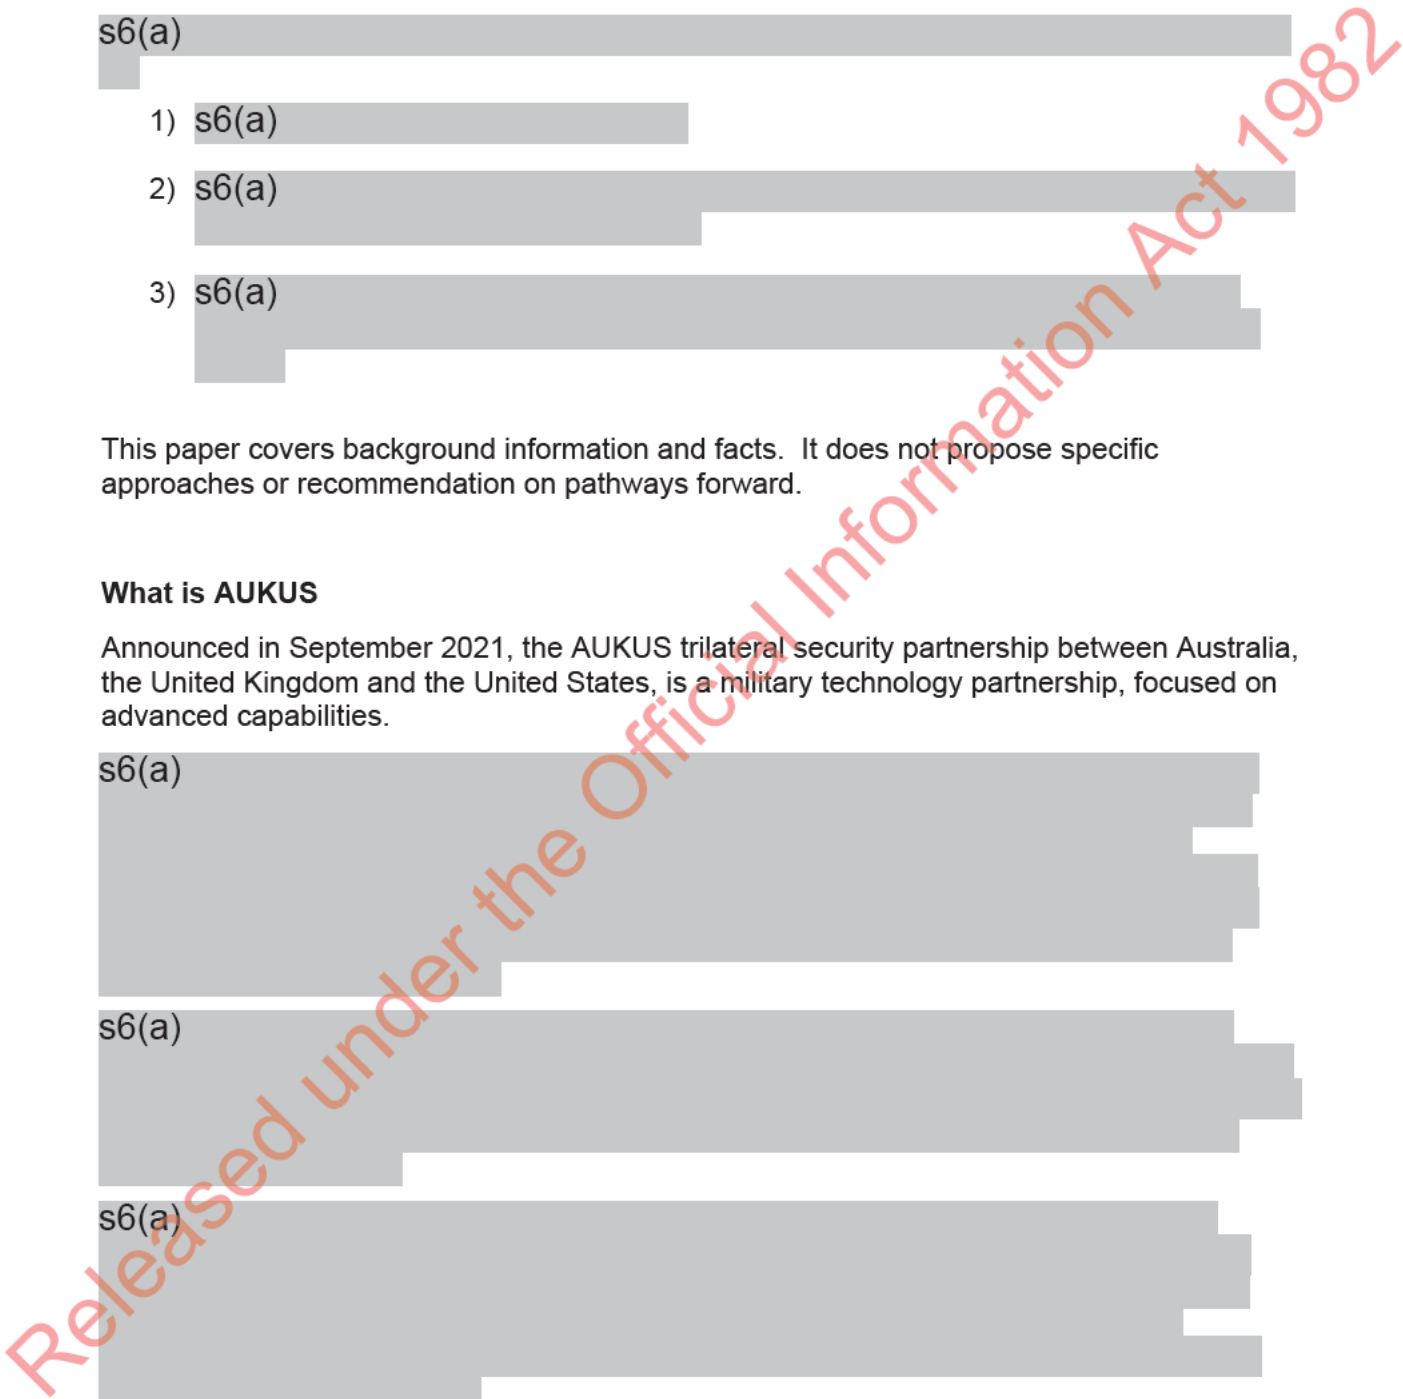 s6(a)
1) s6(a)
2) s6(a)
3) s6(a)
This paper covers background information and facts.  It does not propose specific
approaches or recommendation on pathways forward.
What is AUKUS
Announced in September 2021, the AUKUS trilateral security partnership between Australia,
the United Kingdom and the United States, is a military technology partnership, focused on
advanced capabilities.
s6(a)
s6(a)
s6(a)
Released under the Official Information Act 1982